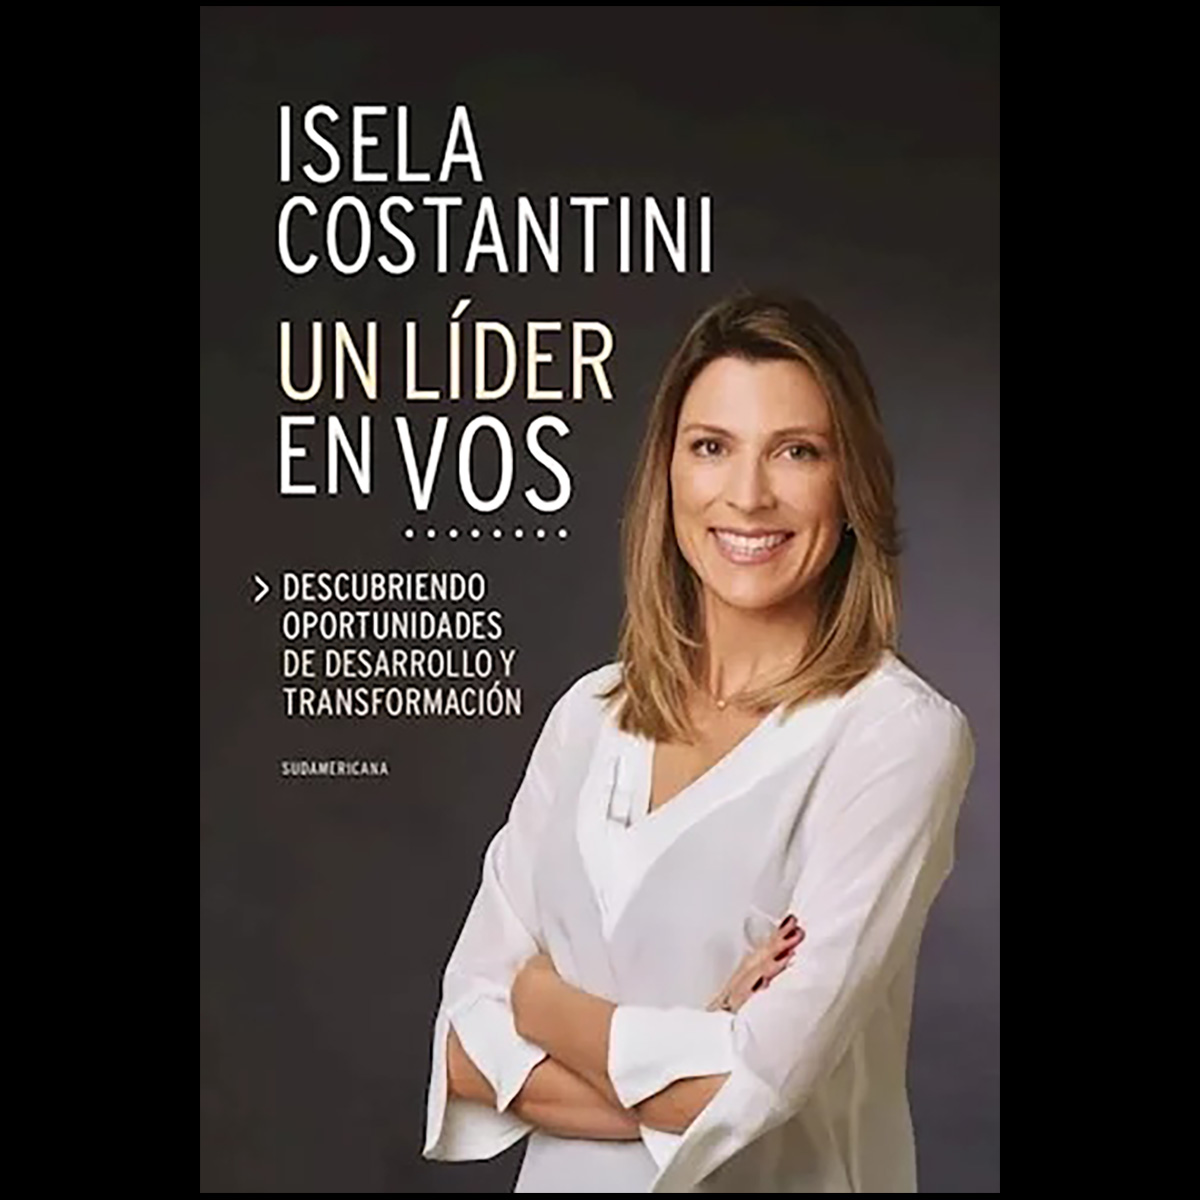 ISELA
COSTANTINI
UN LÍDER
EN VOS
> DESCUBRIENDO
OPORTUNIDADES
DE DESARROLLO Y
TRANSFORMACIÓN
SUDAMERICANA